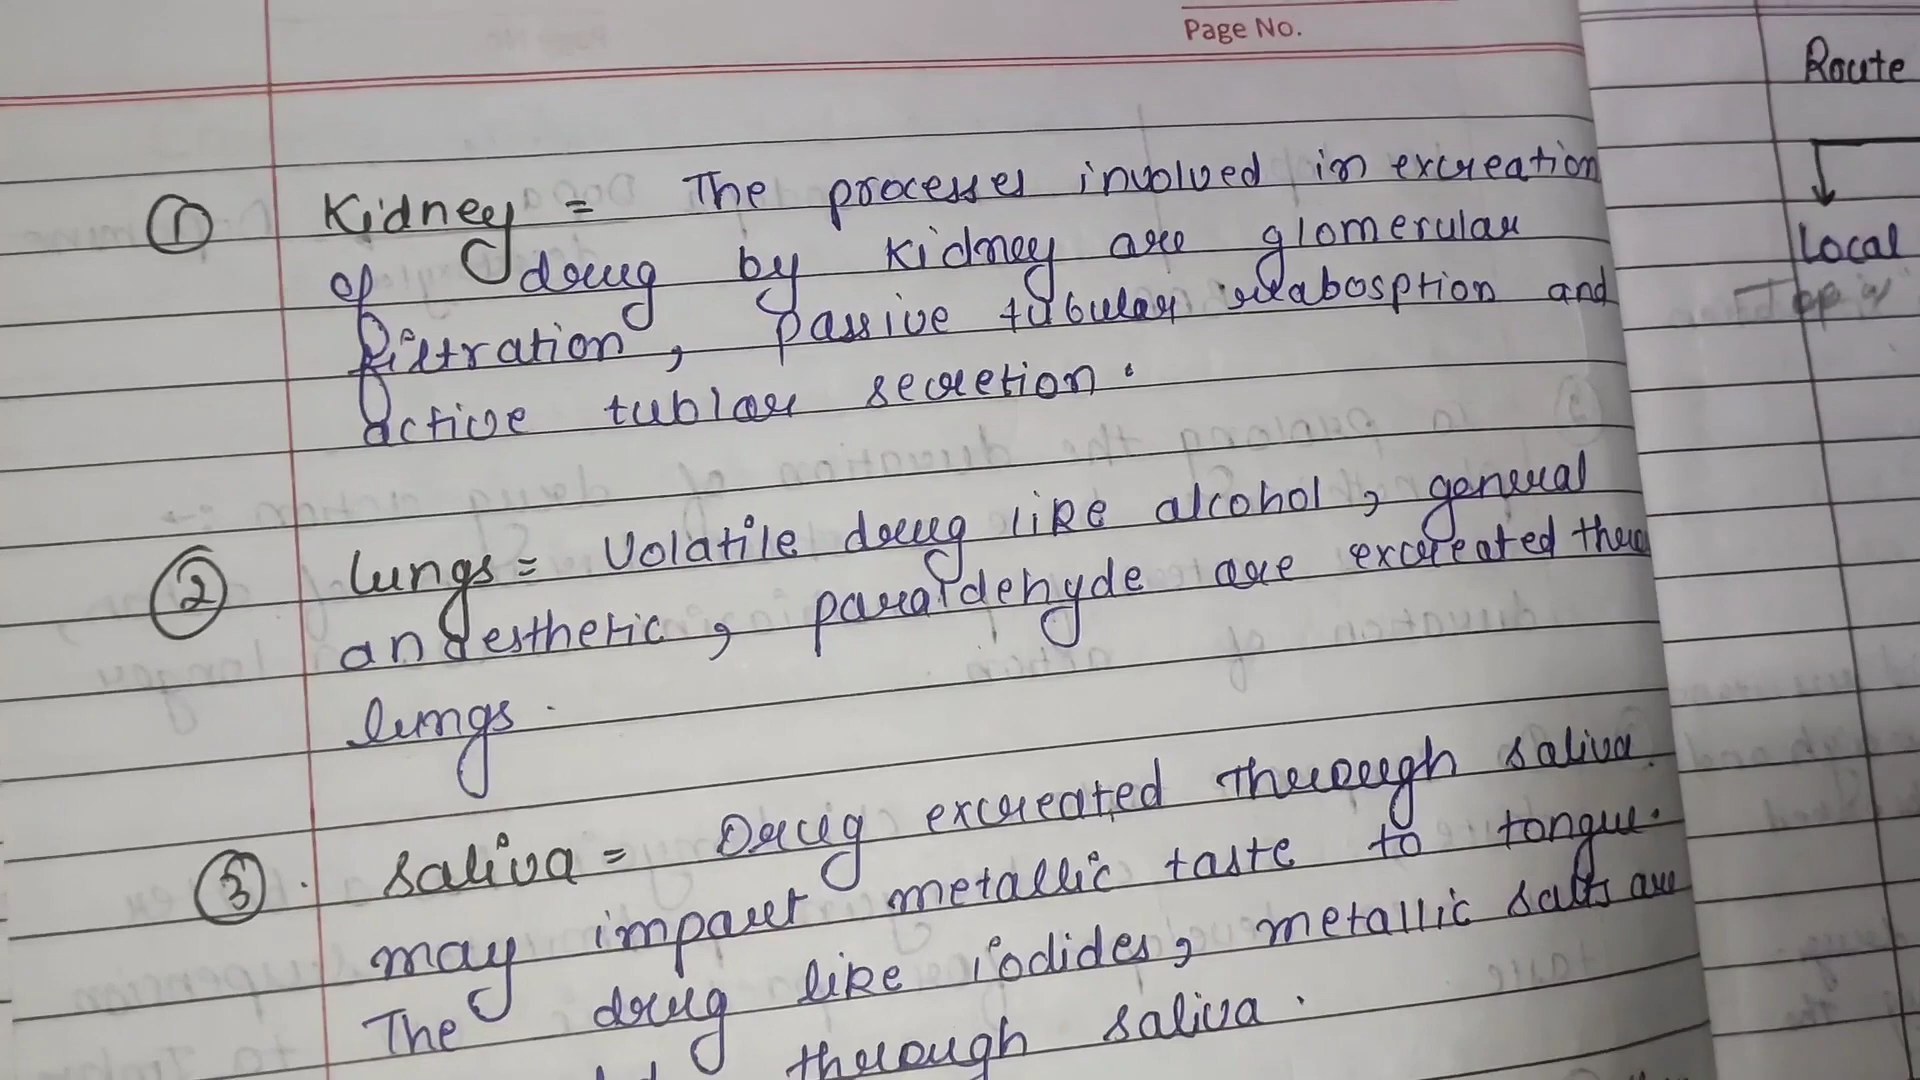 Page No.
① Kidney = The processes involved in excreation
of drug by kidney are glomerular
filtration, passive tubular reabosption and
active tublar secretion.
② lungs = Volatile drug like alcohol, general
andesthetic, paraldehyde are excreated thro
lungs.
③ saliva = Drug excreated through saliva.
may impart metallic taste to tongue.
The drug like iodides, metallic salts are
through saliva.
Route
Local